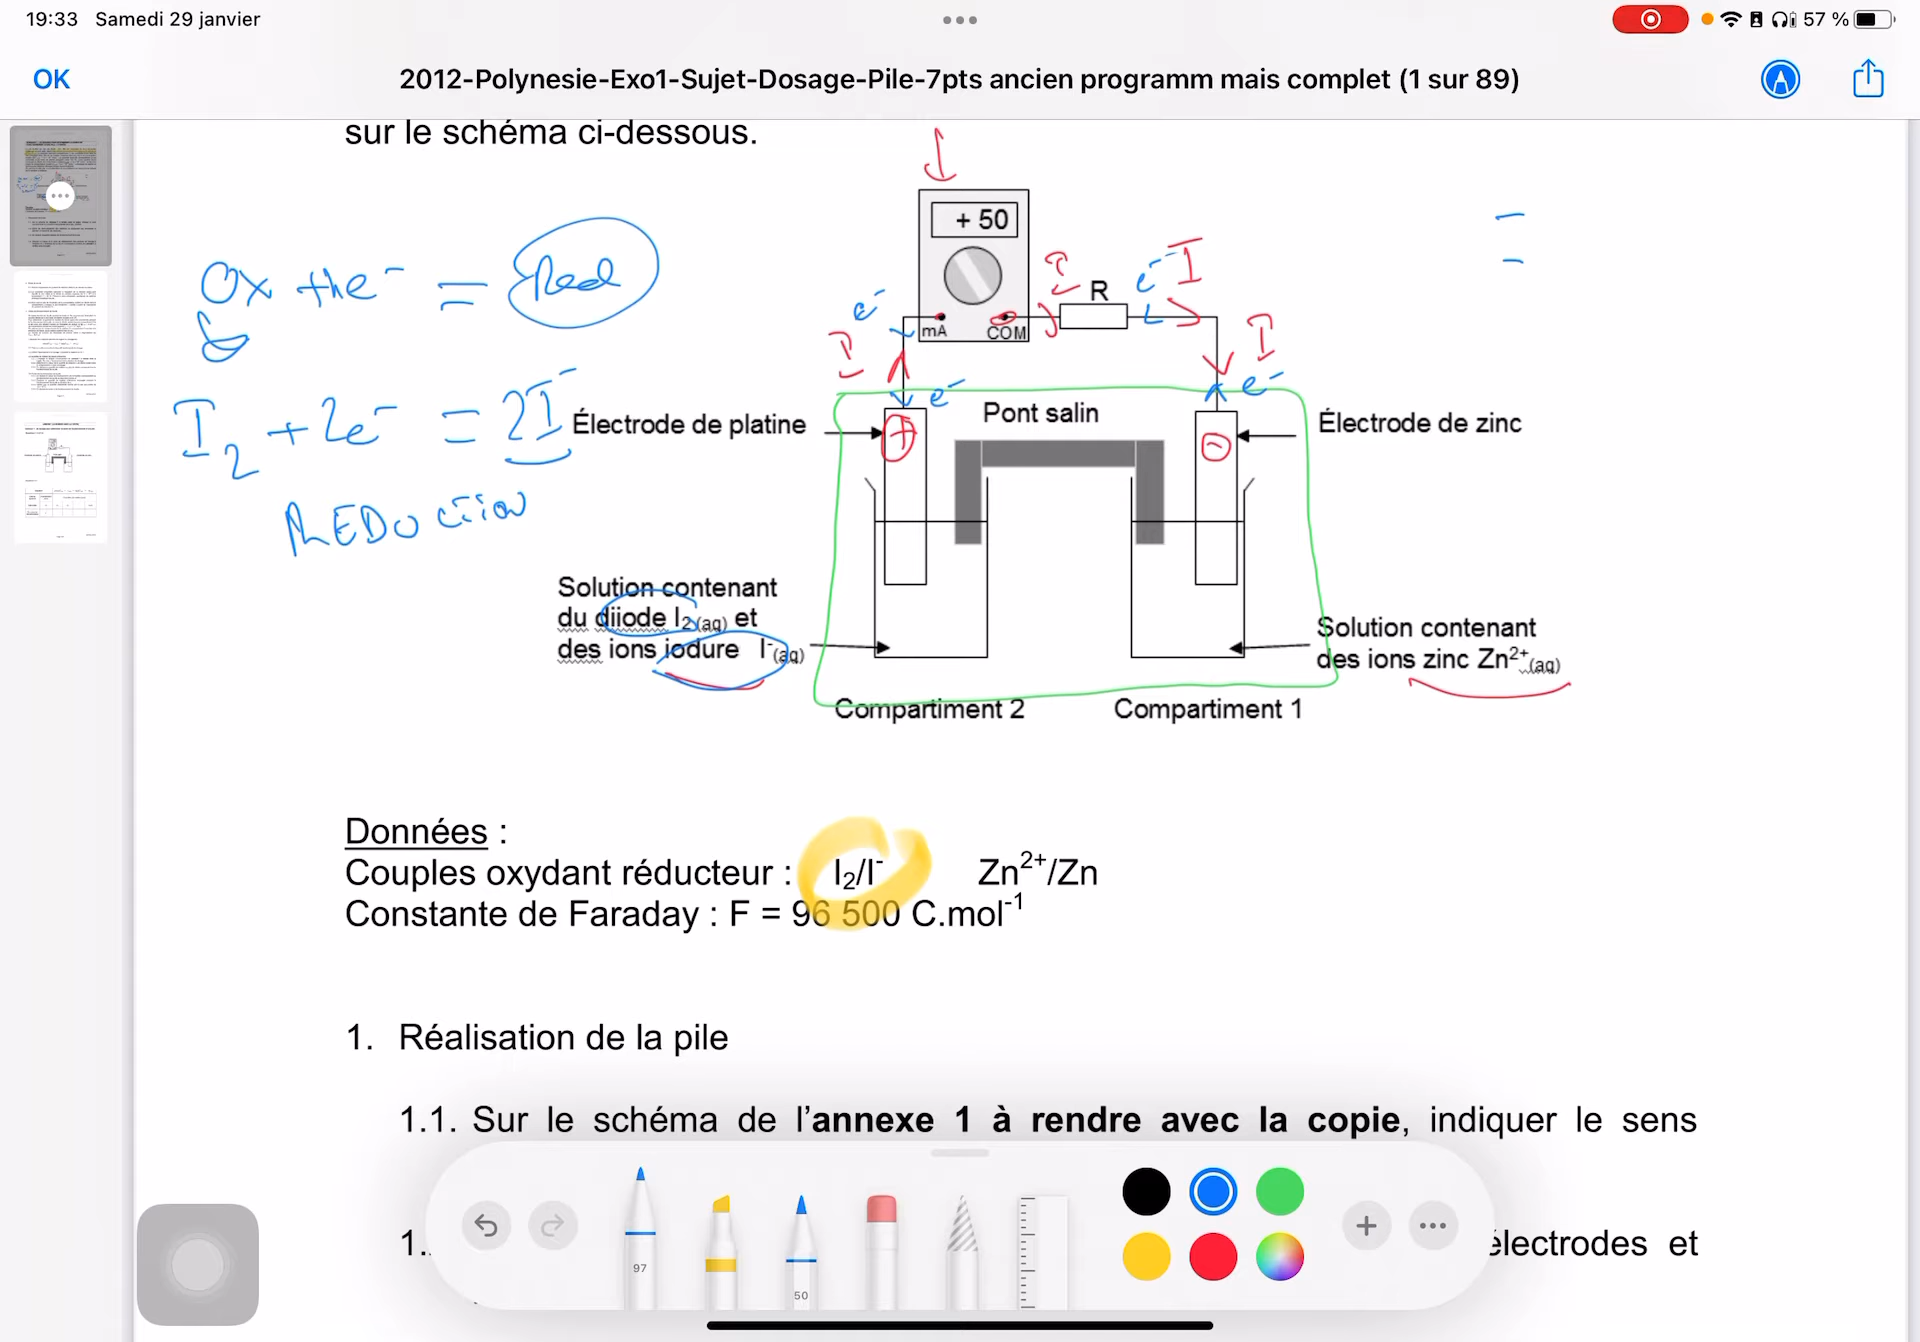 19:33 Samedi 29 janvier
57 %
OK
2012-Polynesie-Exo1-Sujet-Dosage-Pile-7pts ancien programm mais complet (1 sur 89)
sur le schéma ci-dessous.
+ 50
mA
COM
R
I
e-
I
e-
I
I
e-
e-
Ox + ne- = Red
I2 + 2e- = 2I-
REDUCTION
Électrode de platine
+
Pont salin
-
Électrode de zinc
Solution contenant
du diiode I2(aq) et
des ions iodure I-(aq)
Solution contenant
des ions zinc Zn2+(aq)
Compartiment 2
Compartiment 1
Données :
Couples oxydant réducteur : I2/I- Zn2+/Zn
Constante de Faraday : F = 96 500 C.mol-1
1. Réalisation de la pile
1.1. Sur le schéma de l'annexe 1 à rendre avec la copie, indiquer le sens
1.
électrodes et
97
50